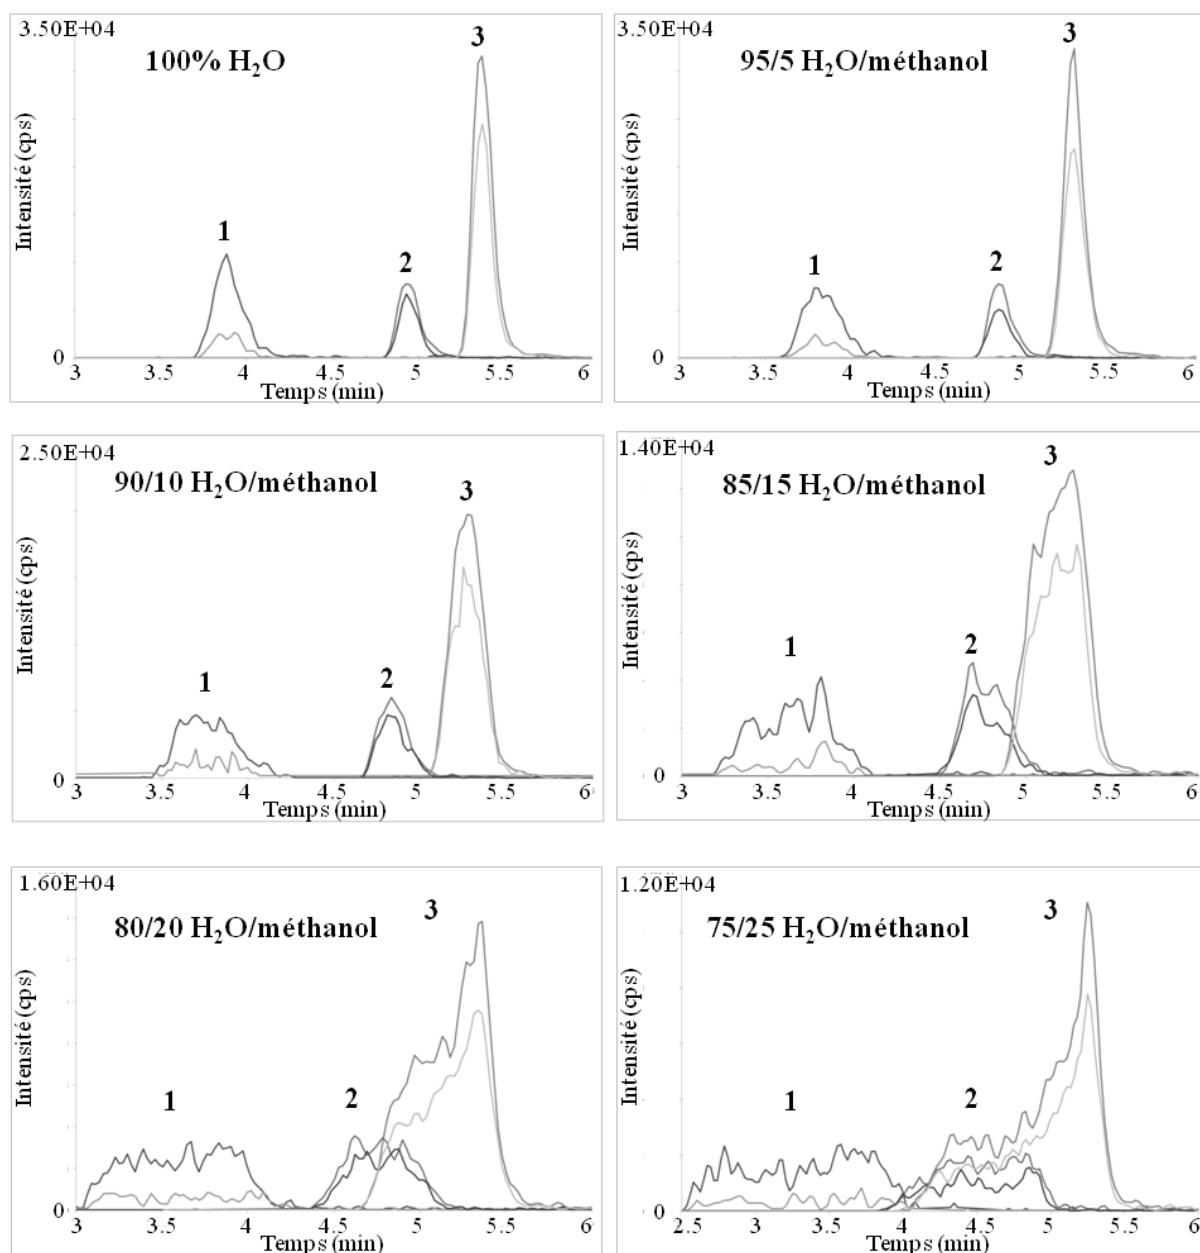 3.50E+04
100% H₂O
3
1
2
Intensité (cps)
0
3 3.5 4 4.5 5 5.5 6
Temps (min)
3.50E+04
95/5 H₂O/méthanol
3
1
2
Intensité (cps)
0
3 3.5 4 4.5 5 5.5 6
Temps (min)
2.50E+04
90/10 H₂O/méthanol
3
1
2
Intensité (cps)
0
3 3.5 4 4.5 5 5.5 6
Temps (min)
1.40E+04
85/15 H₂O/méthanol
3
1
2
Intensité (cps)
0
3 3.5 4 4.5 5 5.5 6
Temps (min)
1.60E+04
80/20 H₂O/méthanol
3
1
2
Intensité (cps)
0
3 3.5 4 4.5 5 5.5 6
Temps (min)
1.20E+04
75/25 H₂O/méthanol
3
1
2
Intensité (cps)
0
2.5 3 3.5 4 4.5 5 5.5 6
Temps (min)